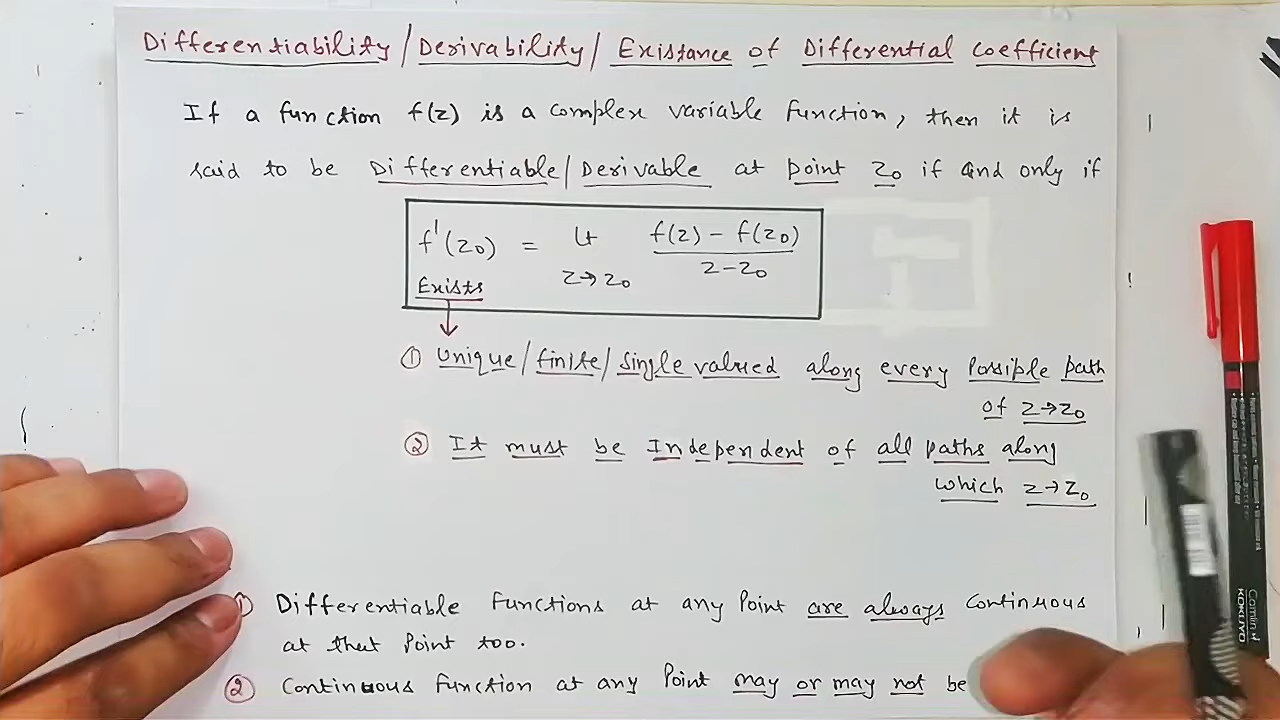 Differentiability/Derivability/Existance of Differential Coefficient
If a function f(z) is a complex variable function, then it is
said to be Differentiable/Derivable at point z₀ if and only if
f'(z₀) = Lt f(z) - f(z₀)
Exists z→z₀ z-z₀
① Unique/finite/single valued along every Possible path
of z→z₀
② It must be Independent of all paths along
which z→z₀
① Differentiable functions at any Point are always Continuous
at that Point too.
② Continuous function at any Point may or may not be
Camlin
KOKUYO